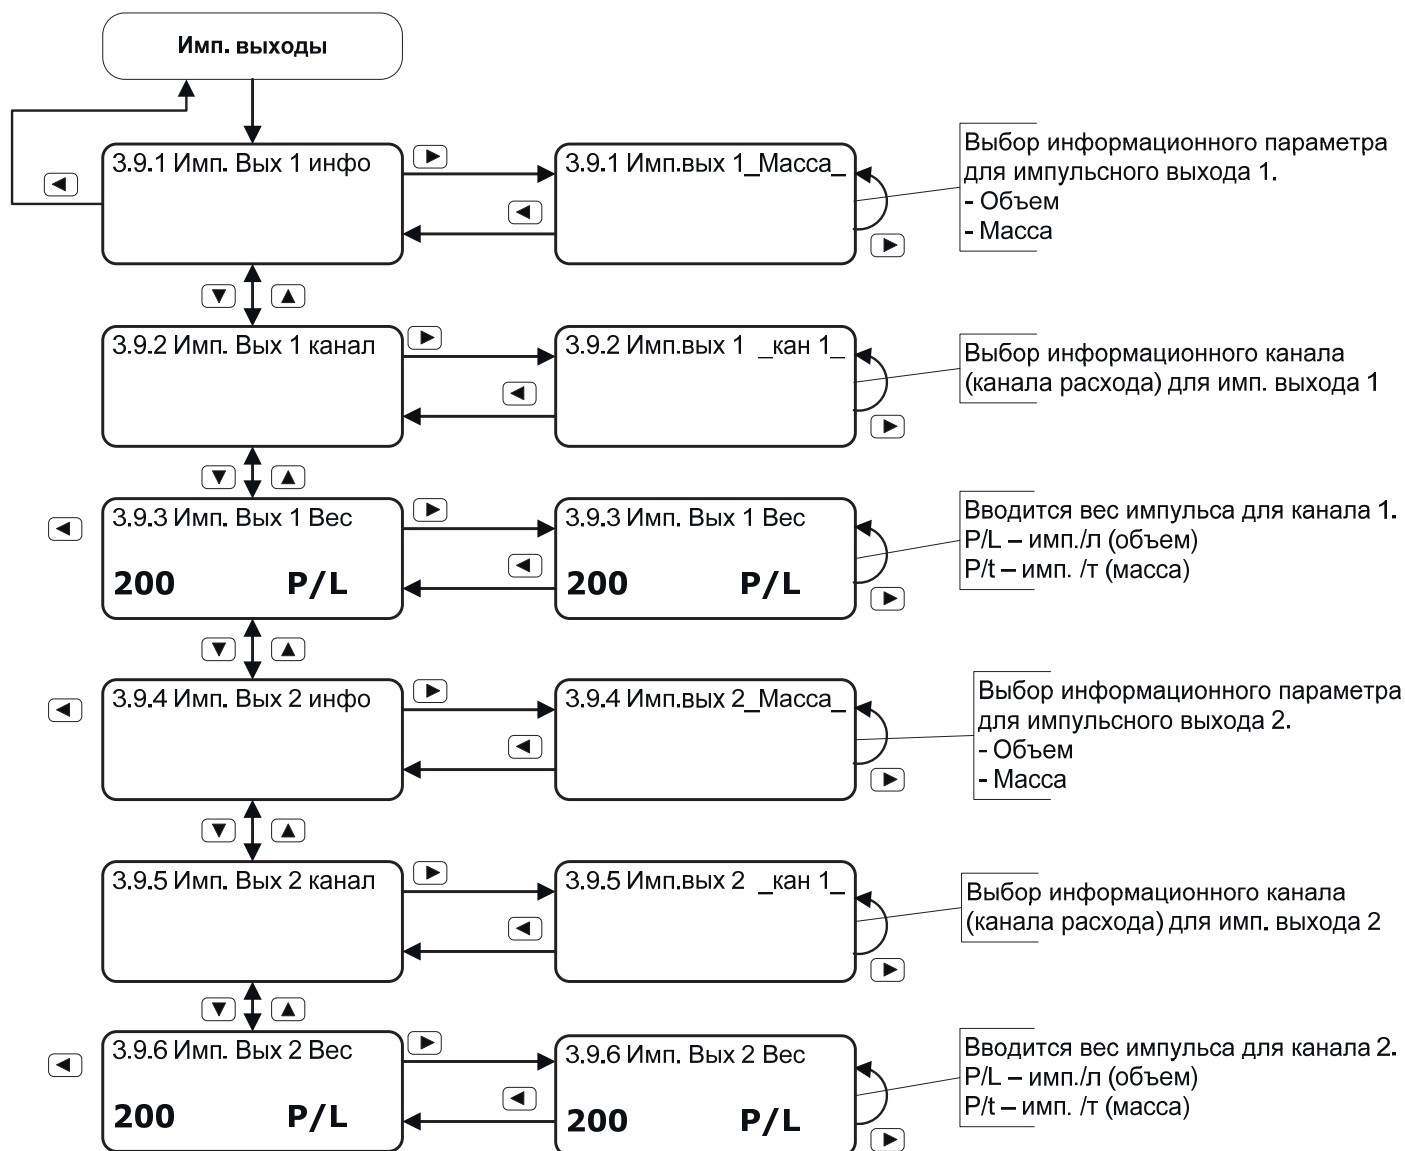 Имп. выходы
3.9.1 Имп. Вых 1 инфо
3.9.1 Имп.вых 1_Масса_
Выбор информационного параметра
для импульсного выхода 1.
- Объем
- Масса
3.9.2 Имп. Вых 1 канал
3.9.2 Имп.вых 1 _кан 1_
Выбор информационного канала
(канала расхода) для имп. выхода 1
3.9.3 Имп. Вых 1 Вес
200 P/L
3.9.3 Имп. Вых 1 Вес
200 P/L
Вводится вес импульса для канала 1.
P/L – имп./л (объем)
P/t – имп. /т (масса)
3.9.4 Имп. Вых 2 инфо
3.9.4 Имп.вых 2_Масса_
Выбор информационного параметра
для импульсного выхода 2.
- Объем
- Масса
3.9.5 Имп. Вых 2 канал
3.9.5 Имп.вых 2 _кан 1_
Выбор информационного канала
(канала расхода) для имп. выхода 2
3.9.6 Имп. Вых 2 Вес
200 P/L
3.9.6 Имп. Вых 2 Вес
200 P/L
Вводится вес импульса для канала 2.
P/L – имп./л (объем)
P/t – имп. /т (масса)